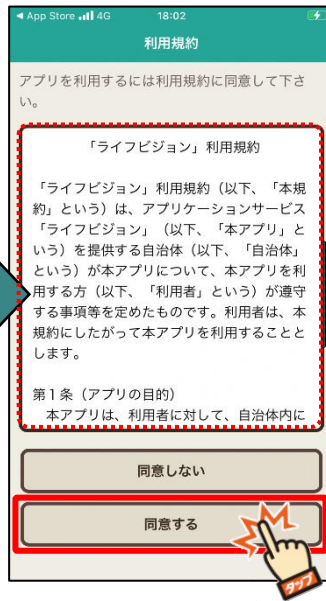 App Store 4G 18:02
利用規約
アプリを利用するには利用規約に同意して下さ
い。
「ライフビジョン」利用規約
「ライフビジョン」利用規約（以下、「本規
約」という）は、アプリケーションサービス
「ライフビジョン」（以下、「本アプリ」と
いう）を提供する自治体（以下、「自治体」
という）が本アプリについて、本アプリを利
用する方（以下、「利用者」という）が遵守
する事項等を定めたものです。利用者は、本
規約にしたがって本アプリを利用することと
します。
第１条（アプリの目的）
本アプリは、利用者に対して、自治体内に
同意しない
同意する
タップ